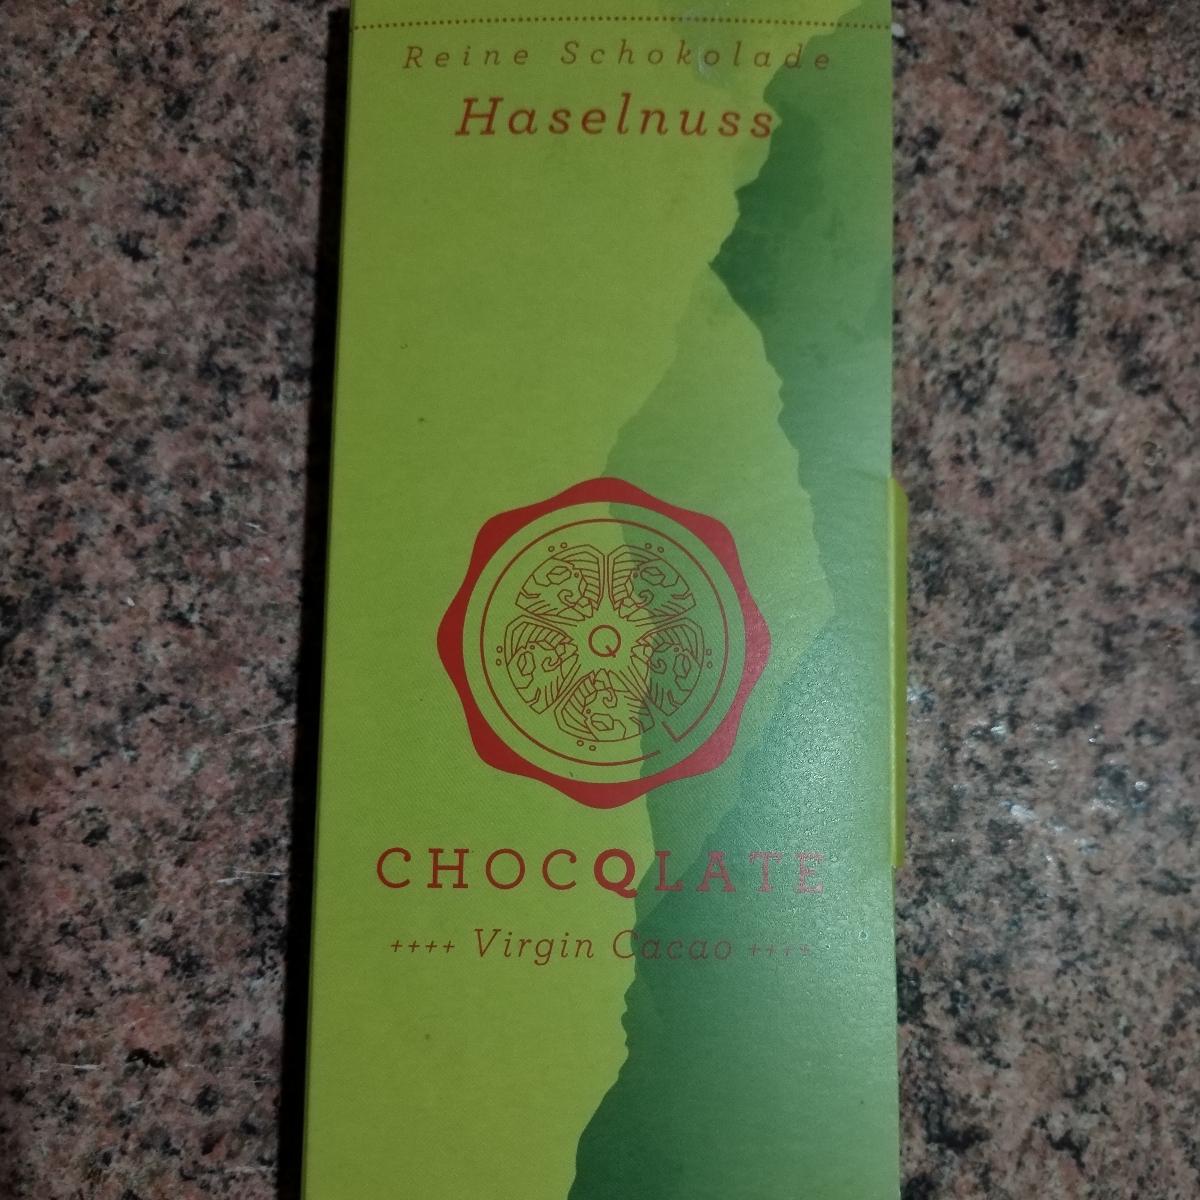 Reine Schokolade
Haselnuss
Q
CHOCQLATE
++++ Virgin Cacao ++++